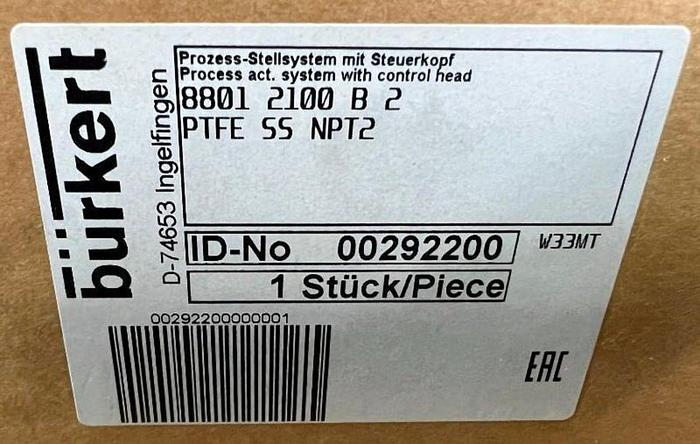 bürkert
D-74653 Ingelfingen
Prozess-Stellsystem mit Steuerkopf
Process act. system with control head
8801 2100 B 2
PTFE SS NPT2
ID-No 00292200
W33MT
1 Stück/Piece
00292200000001
EAC